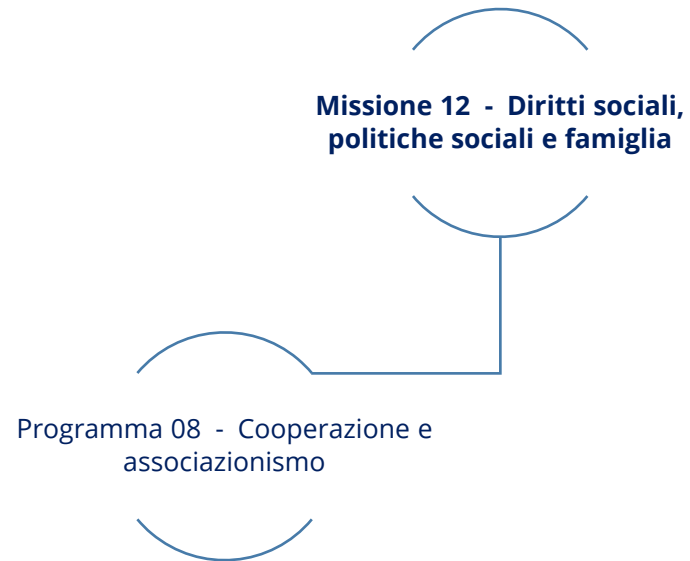 Missione 12  -  Diritti sociali,
politiche sociali e famiglia
Programma 08  -  Cooperazione e
associazionismo